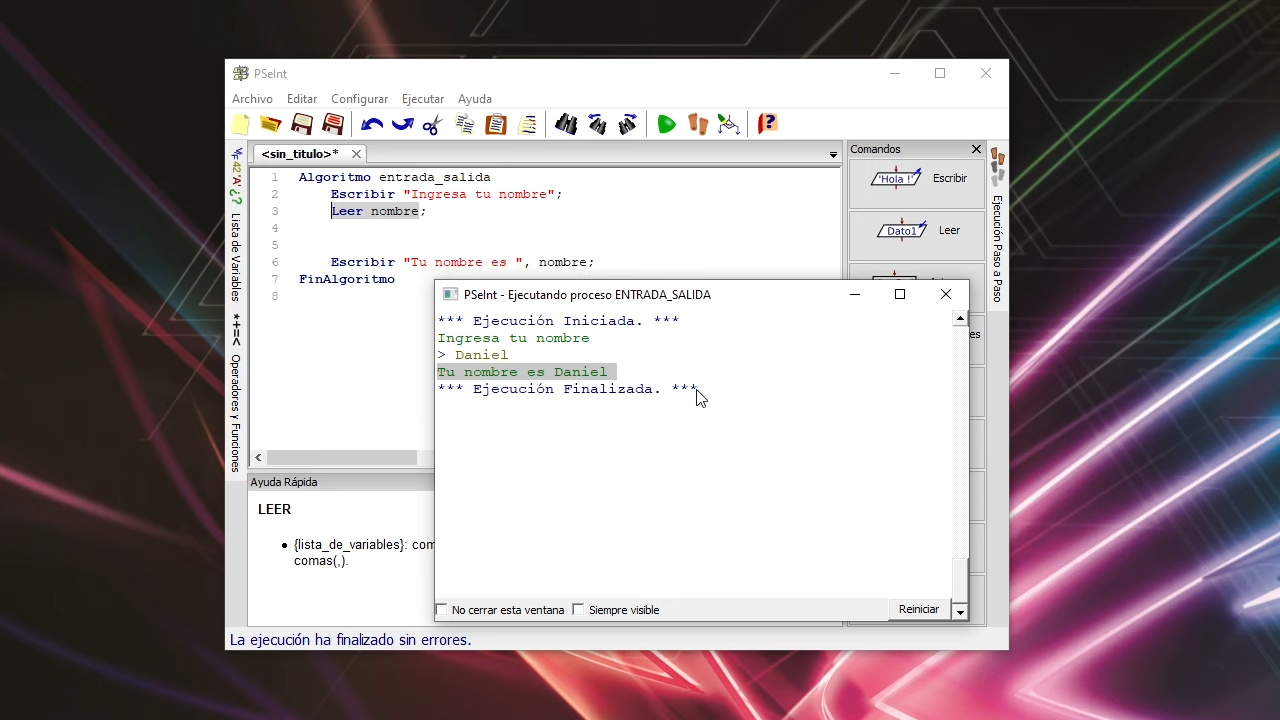 PSeInt
Archivo Editar Configurar Ejecutar Ayuda
<sin_titulo>*
Comandos
1 Algoritmo entrada_salida
2 Escribir "Ingresa tu nombre";
3 Leer nombre;
4
5
6 Escribir "Tu nombre es ", nombre;
7 FinAlgoritmo
8
'Hola !' Escribir
Dato1 Leer
es
Lista de Variables
*+=< Operadores y Funciones
Ejecución Paso a Paso
PSeInt - Ejecutando proceso ENTRADA_SALIDA
*** Ejecución Iniciada. ***
Ingresa tu nombre
> Daniel
Tu nombre es Daniel
*** Ejecución Finalizada. ***
No cerrar esta ventana Siempre visible Reiniciar
Ayuda Rápida
LEER
{lista_de_variables}: com
comas(,).
La ejecución ha finalizado sin errores.